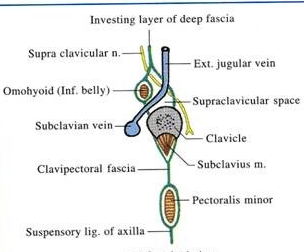 Investing layer of deep fascia
Supra clavicular n.
Ext. jugular vein
Omohyoid (Inf. belly)
Supraclavicular space
Subclavian vein
Clavicle
Clavipectoral fascia
Subclavius m.
Pectoralis minor
Suspensory lig. of axilla